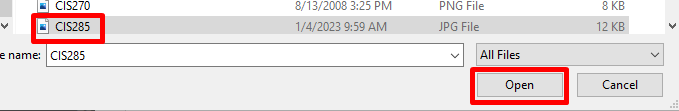 CIS270 8/13/2008 3:25 PM PNG File 8 KB
CIS285 1/4/2023 9:59 AM JPG File 12 KB
e name: CIS285 All Files
Open Cancel